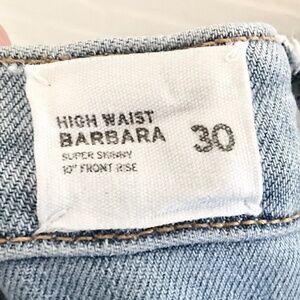 HIGH WAIST
BARBARA 30
SUPER SKINNY
10" FRONT RISE